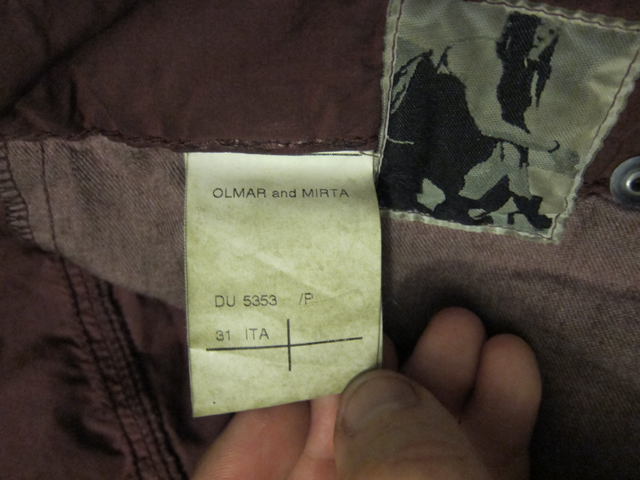 OLMAR and MIRTA
DU 5353 /P
31 ITA